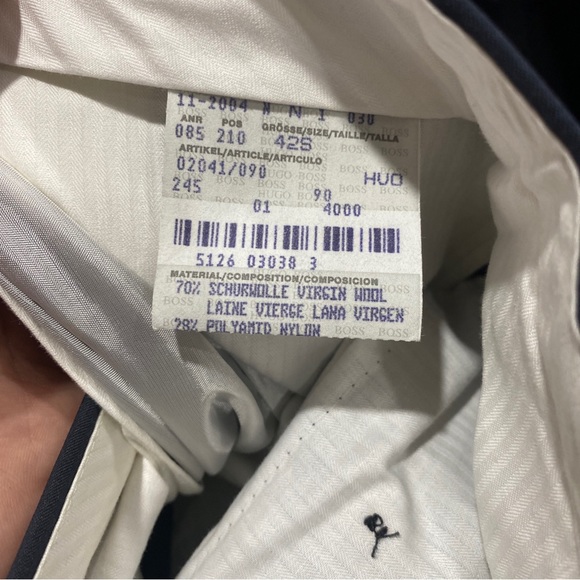 11-2004 N N 1 030
ANR POS GRÖSSE/SIZE/TAILLE/TALLA
085 210 42S
ARTIKEL/ARTICLE/ARTICULO
02041/090 HUO
245 90
01 4000
5126 03038 3
MATERIAL/COMPOSITION/COMPOSICION
70% SCHURWOLLE VIRGIN WOOL
LAINE VIERGE LANA VIRGEN
28% POLYAMID NYLON